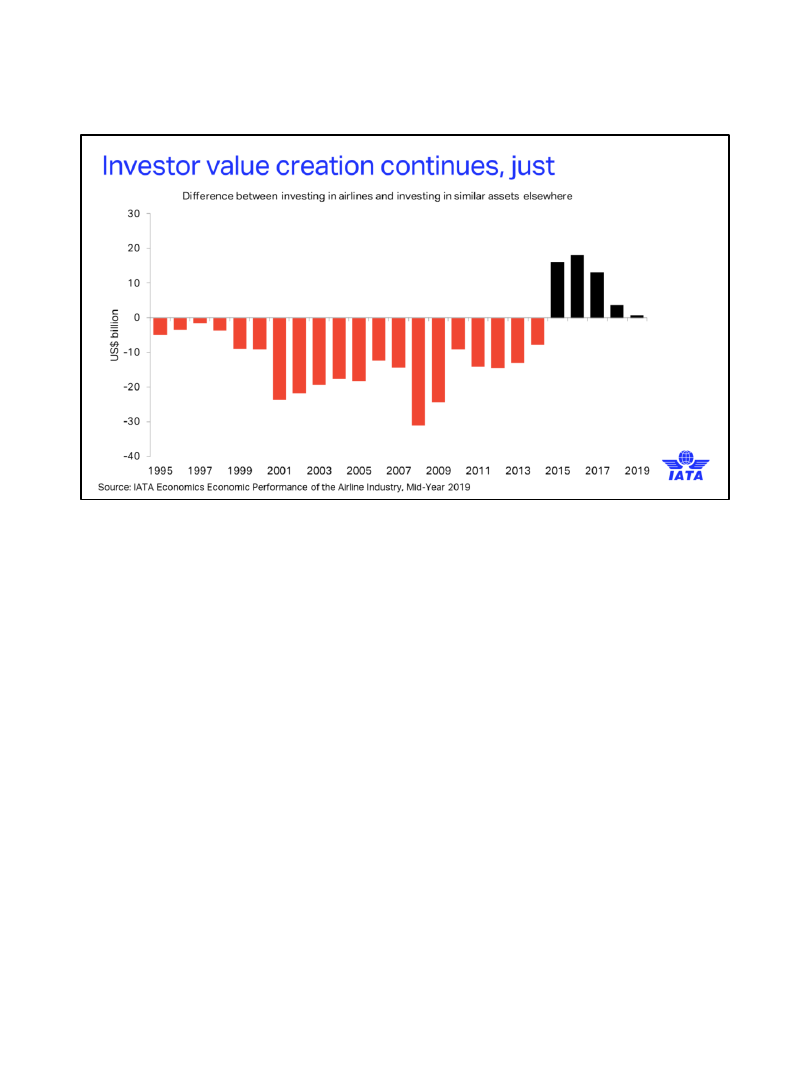 Investor value creation continues, just
Difference between investing in airlines and investing in similar assets elsewhere
30
20
10
0
-10
-20
-30
-40
US$ billion
1995 1997 1999 2001 2003 2005 2007 2009 2011 2013 2015 2017 2019
IATA
Source: IATA Economics Economic Performance of the Airline Industry, Mid-Year 2019